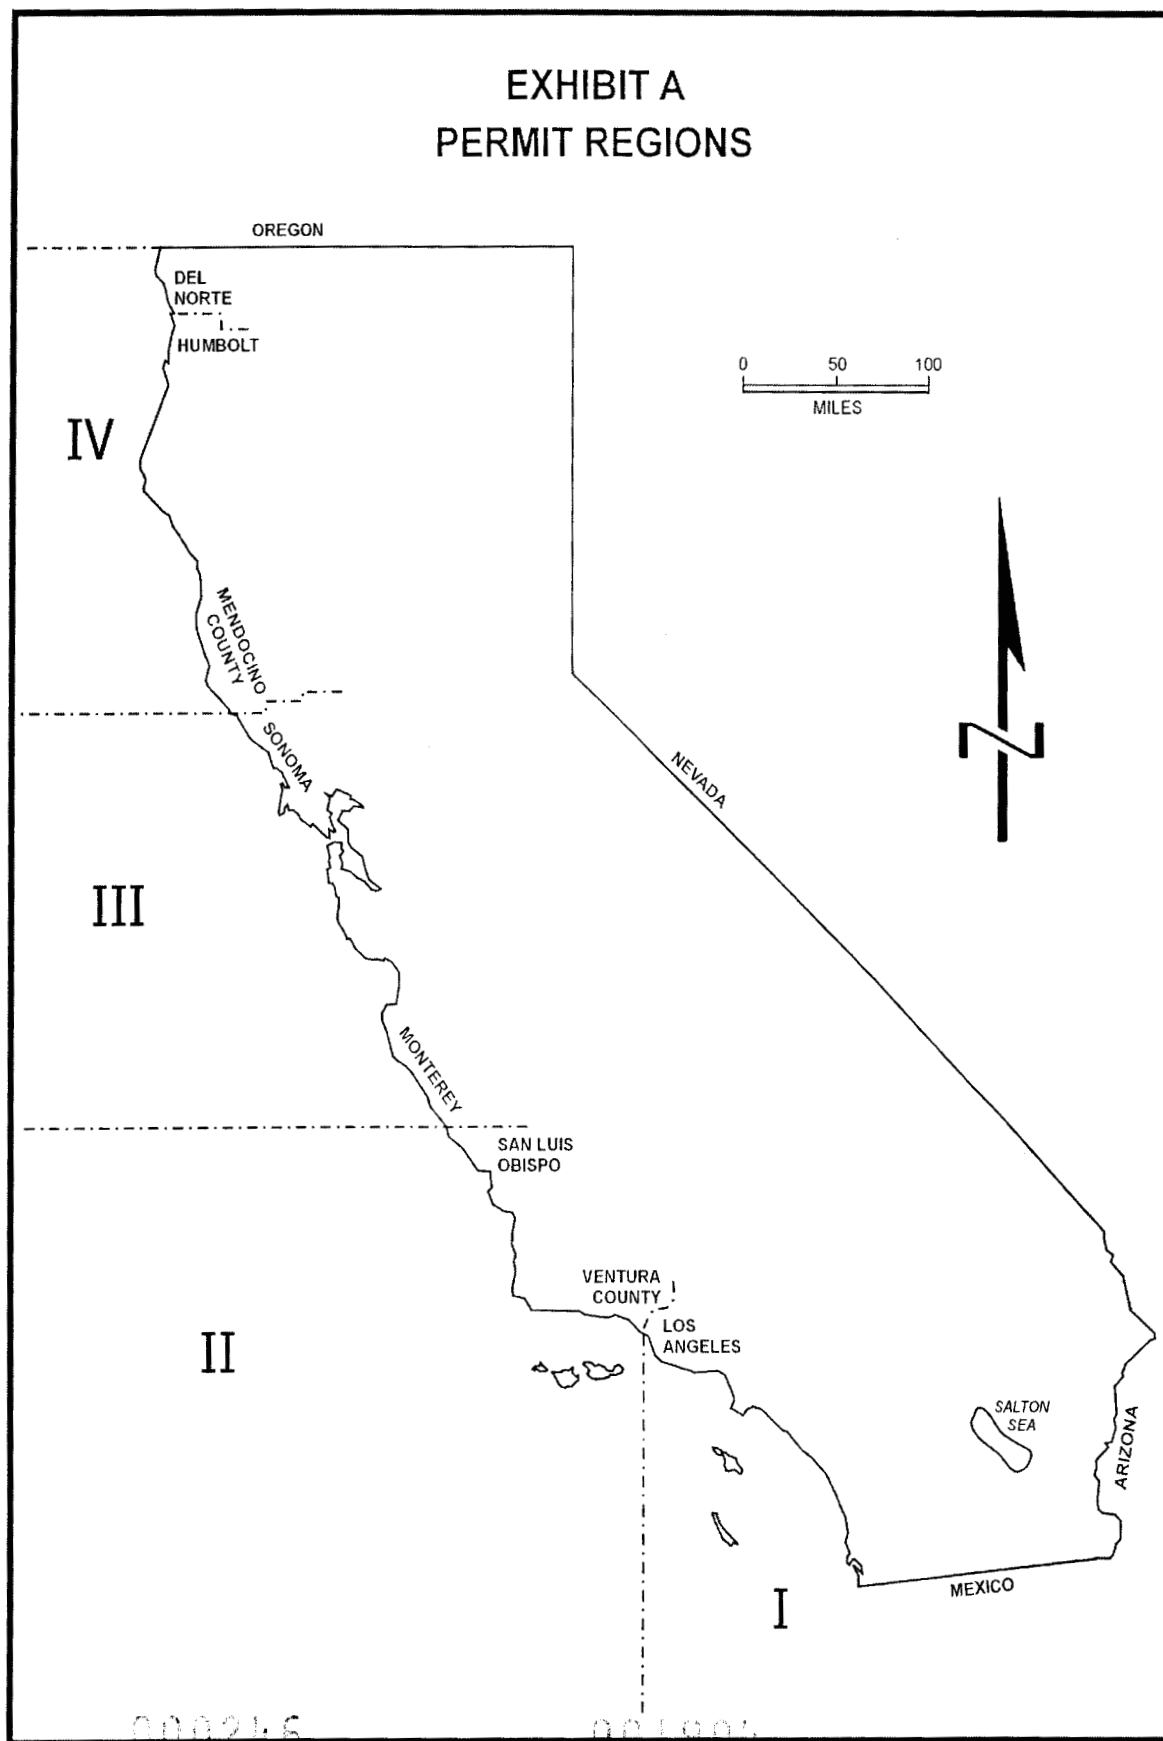 EXHIBIT A
PERMIT REGIONS
OREGON
DEL
NORTE
HUMBOLT
0 50 100
MILES
IV
MENDOCINO
COUNTY
SONOMA
NEVADA
N
III
MONTEREY
SAN LUIS
OBISPO
VENTURA
COUNTY
LOS
ANGELES
II
SALTON
SEA
ARIZONA
MEXICO
I